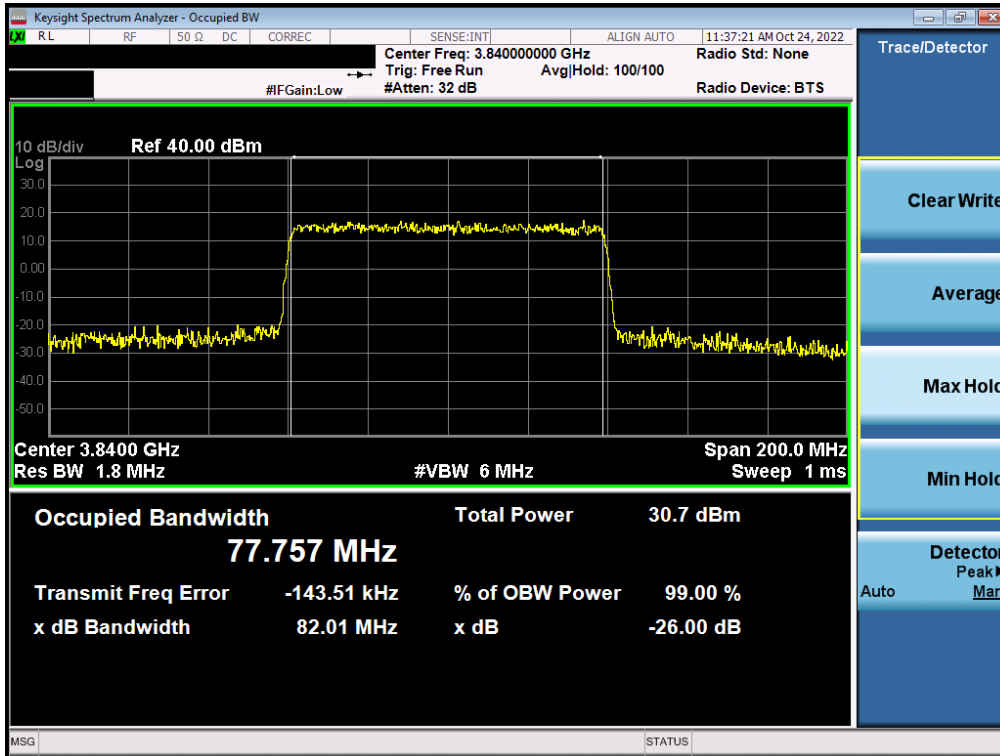 Keysight Spectrum Analyzer - Occupied BW
LXI RL RF 50 Ω DC CORREC SENSE:INT ALIGN AUTO 11:37:21 AM Oct 24, 2022
Center Freq: 3.840000000 GHz Radio Std: None
Trig: Free Run Avg|Hold: 100/100
#IFGain:Low #Atten: 32 dB Radio Device: BTS
Trace/Detector
10 dB/div Ref 40.00 dBm
Log
30.0
20.0
10.0
0.00
-10.0
-20.0
-30.0
-40.0
-50.0
Center 3.8400 GHz Span 200.0 MHz
Res BW 1.8 MHz #VBW 6 MHz Sweep 1 ms
Occupied Bandwidth Total Power 30.7 dBm
77.757 MHz
Transmit Freq Error -143.51 kHz % of OBW Power 99.00 %
x dB Bandwidth 82.01 MHz x dB -26.00 dB
Clear Write
Average
Max Hold
Min Hold
Detector
Peak
Auto Man
MSG STATUS